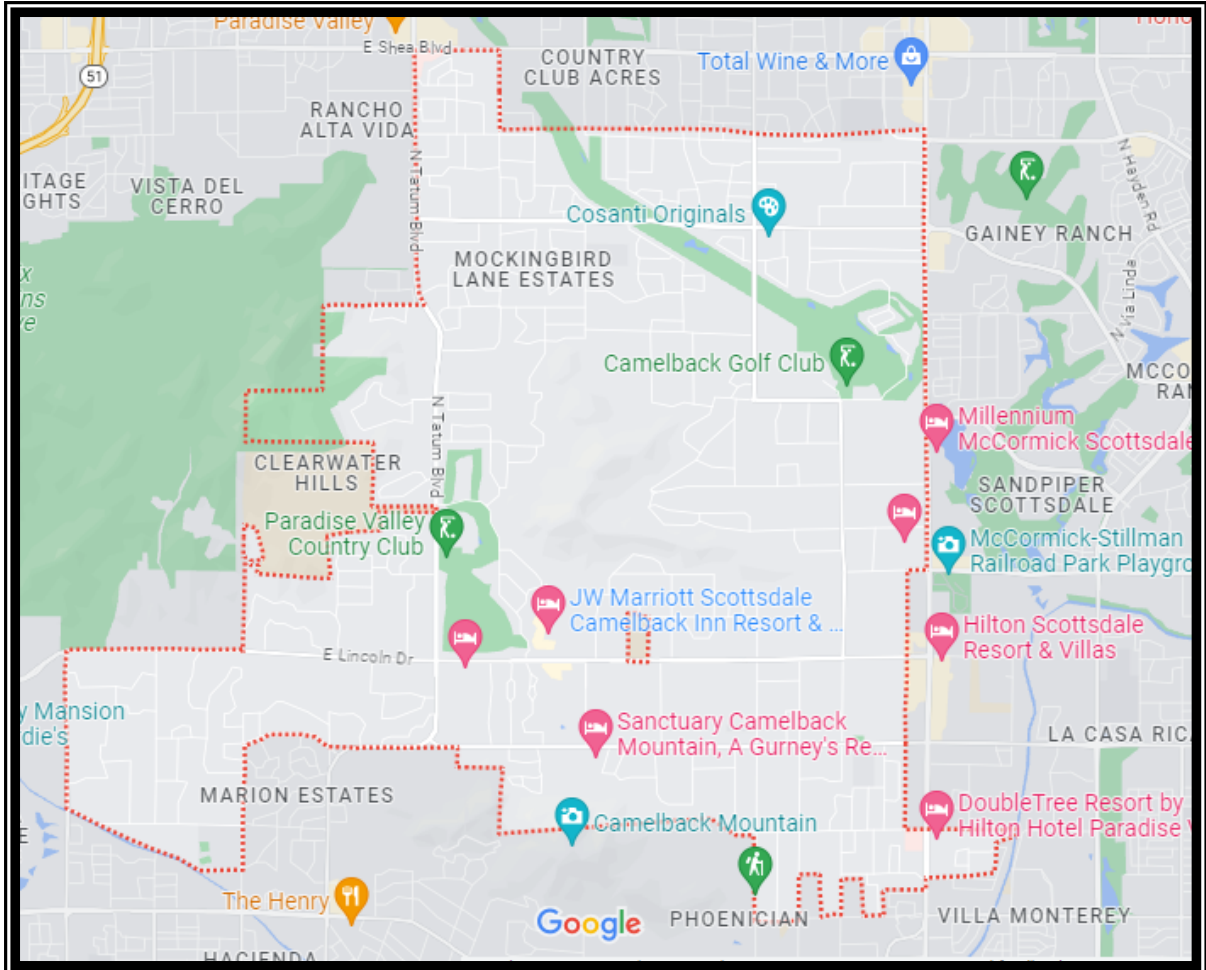 Paradise Valley
E Shea Blvd
COUNTRY
CLUB ACRES
Total Wine & More
51
RANCHO
ALTA VIDA
N Tatum Blvd
N Hayden Rd
ITAGE
GHTS
VISTA DEL
CERRO
Cosanti Originals
GAINEY RANCH
MOCKINGBIRD
LANE ESTATES
N Via Linda
x
ns
ve
Camelback Golf Club
MCCO
RAN
N Tatum Blvd
Millennium
McCormick Scottsdale
CLEARWATER
HILLS
SANDPIPER
SCOTTSDALE
Paradise Valley
Country Club
McCormick-Stillman
Railroad Park Playgro
JW Marriott Scottsdale
Camelback Inn Resort & ...
Hilton Scottsdale
Resort & Villas
E Lincoln Dr
y Mansion
die's
Sanctuary Camelback
Mountain, A Gurney's Re...
LA CASA RIC
MARION ESTATES
Camelback Mountain
DoubleTree Resort by
Hilton Hotel Paradise V
E
The Henry
Google
PHOENICIAN
VILLA MONTEREY
HACIENDA